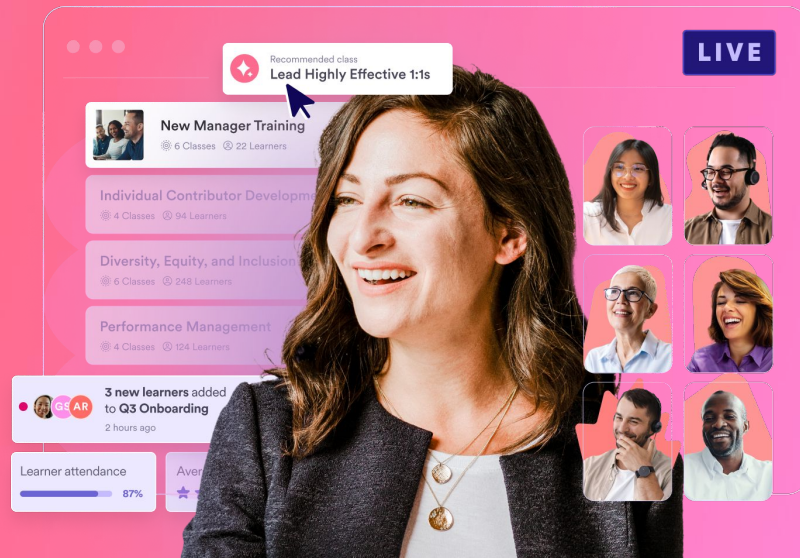 Recommended class
Lead Highly Effective 1:1s
LIVE
New Manager Training
6 Classes 22 Learners
Individual Contributor Developme
4 Classes 94 Learners
Diversity, Equity, and Inclusion
6 Classes 248 Learners
Performance Management
4 Classes 124 Learners
GS AR
3 new learners added
to Q3 Onboarding
2 hours ago
Learner attendance
87%
Aver